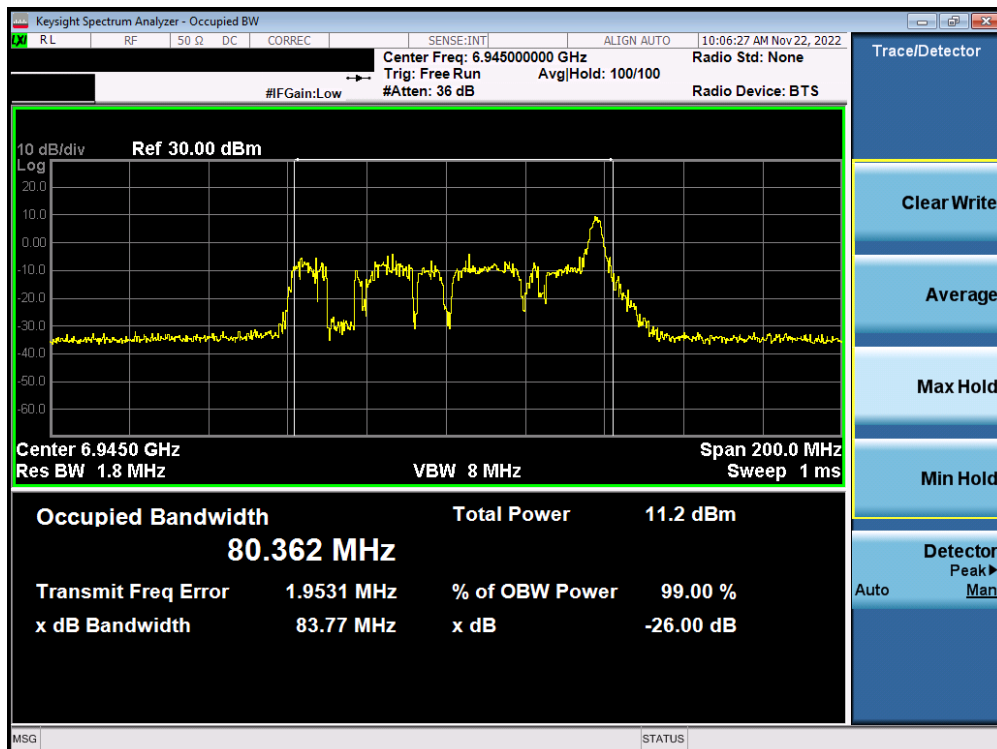 Keysight Spectrum Analyzer - Occupied BW
LXI RL RF 50 Ω DC CORREC SENSE:INT ALIGN AUTO 10:06:27 AM Nov 22, 2022
Center Freq: 6.945000000 GHz Radio Std: None
Trig: Free Run Avg|Hold: 100/100
#IFGain:Low #Atten: 36 dB Radio Device: BTS
Trace/Detector
10 dB/div Ref 30.00 dBm
Log
20.0
10.0
0.00
-10.0
-20.0
-30.0
-40.0
-50.0
-60.0
Center 6.9450 GHz Span 200.0 MHz
Res BW 1.8 MHz VBW 8 MHz Sweep 1 ms
Occupied Bandwidth Total Power 11.2 dBm
80.362 MHz
Transmit Freq Error 1.9531 MHz % of OBW Power 99.00 %
x dB Bandwidth 83.77 MHz x dB -26.00 dB
Clear Write
Average
Max Hold
Min Hold
Detector
Peak▶
Auto Man
MSG STATUS